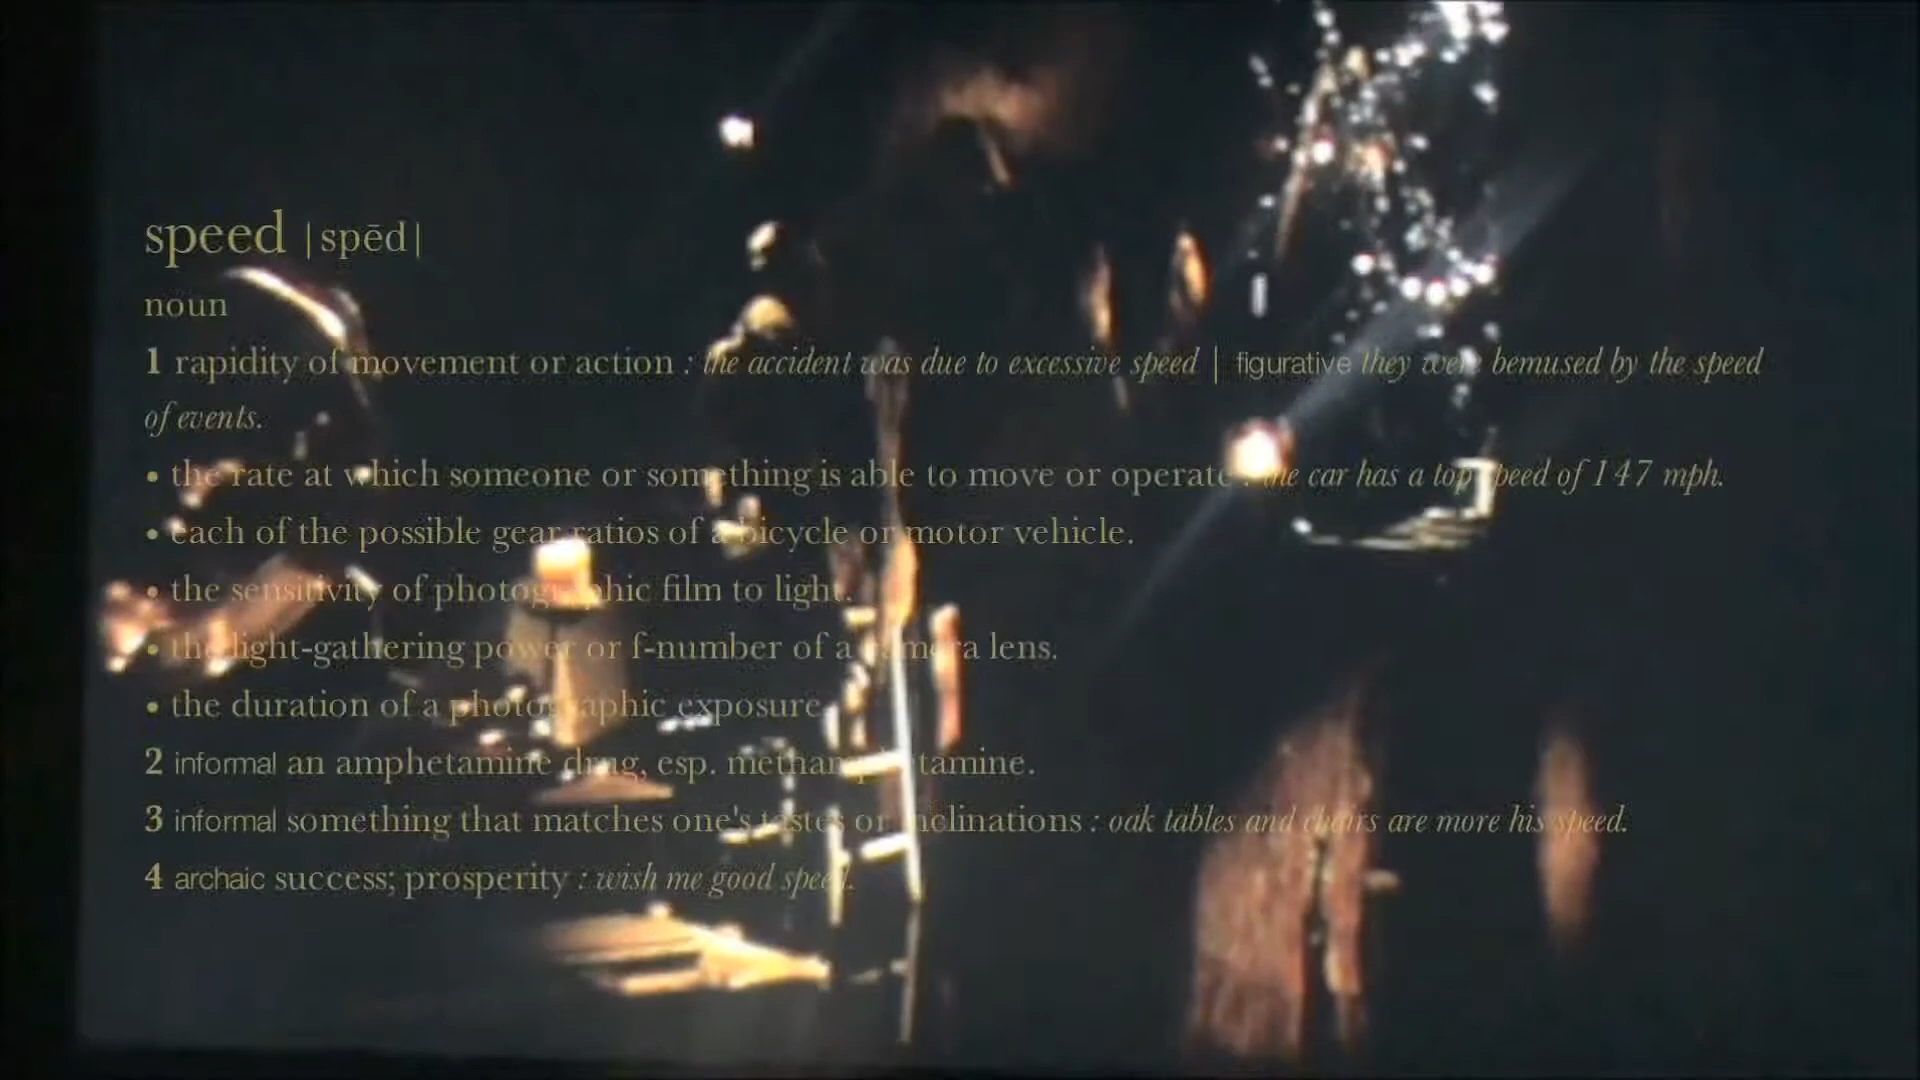 speed |spēd|
noun
1 rapidity of movement or action : the accident was due to excessive speed | figurative they were bemused by the speed
of events.
• the rate at which someone or something is able to move or operate : the car has a top speed of 147 mph.
• each of the possible gear ratios of a bicycle or motor vehicle.
• the sensitivity of photographic film to light.
• the light-gathering power or f-number of a camera lens.
• the duration of a photographic exposure.
2 informal an amphetamine drug, esp. methamphetamine.
3 informal something that matches one's tastes or inclinations : oak tables and chairs are more his speed.
4 archaic success; prosperity : wish me good speed.